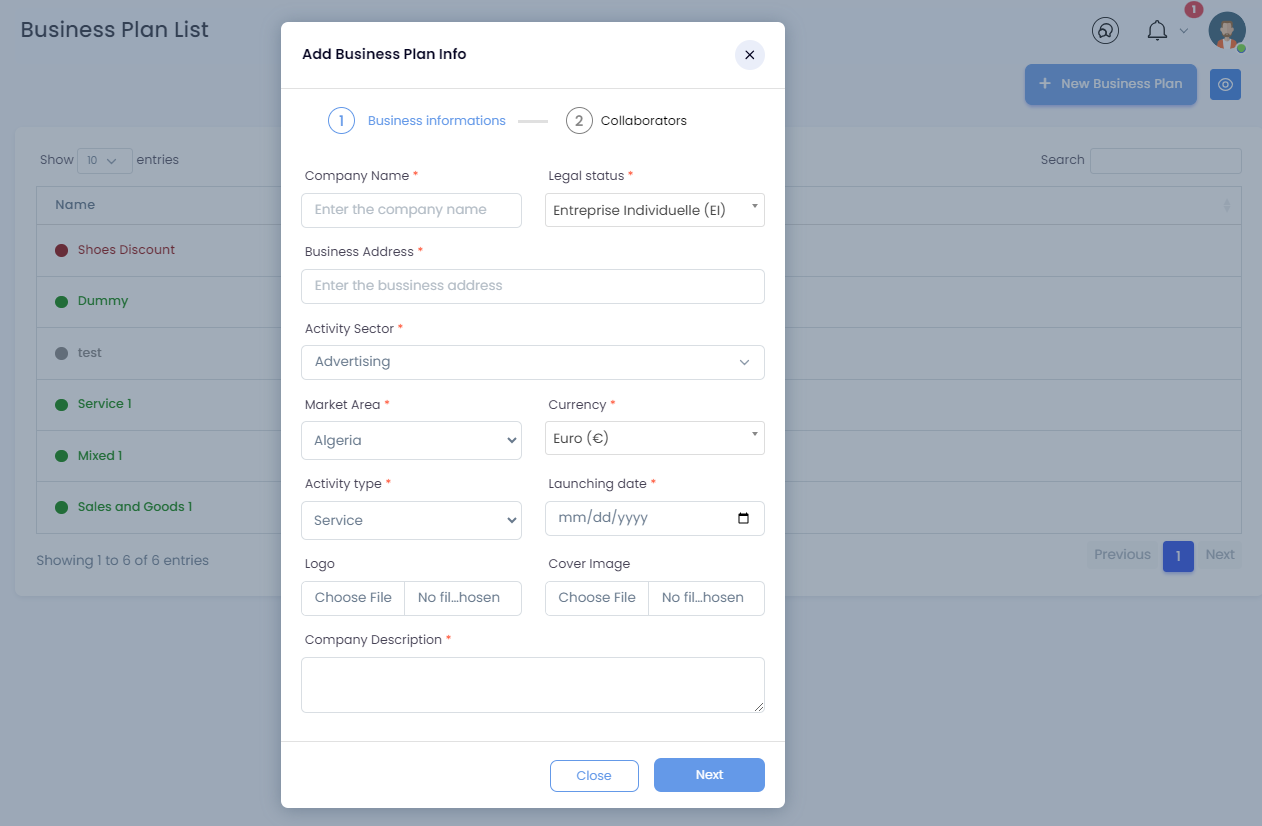 Business Plan List
1
+ New Business Plan
Show 10 entries
Search
Name
Shoes Discount
Dummy
test
Service 1
Mixed 1
Sales and Goods 1
Showing 1 to 6 of 6 entries
Previous 1 Next
Add Business Plan Info
1 Business informations 2 Collaborators
Company Name * Legal status *
Enter the company name Entreprise Individuelle (EI)
Business Address *
Enter the bussiness address
Activity Sector *
Advertising
Market Area * Currency *
Algeria Euro (€)
Activity type * Launching date *
Service mm/dd/yyyy
Logo Cover Image
Choose File No fil...hosen Choose File No fil...hosen
Company Description *
Close Next